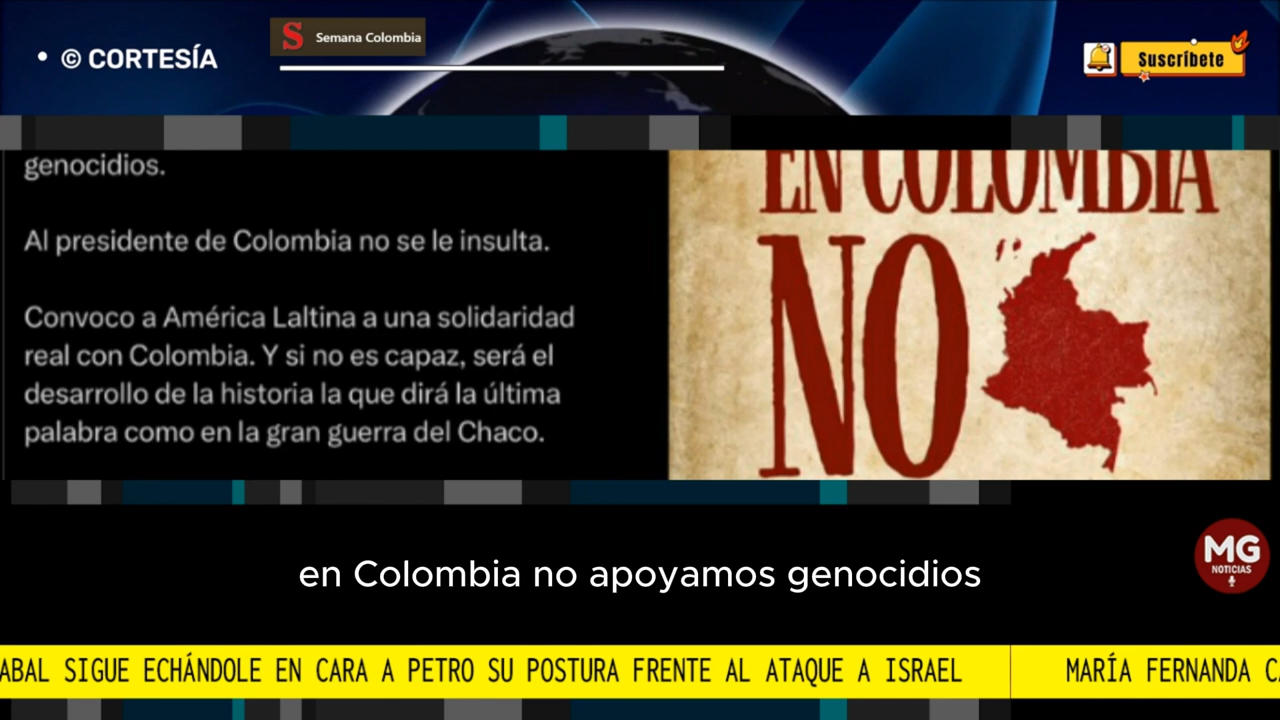 • © CORTESÍA
S Semana Colombia
Suscríbete
genocidios.
Al presidente de Colombia no se le insulta.
Convoco a América Laltina a una solidaridad
real con Colombia. Y si no es capaz, será el
desarrollo de la historia la que dirá la última
palabra como en la gran guerra del Chaco.
EN COLOMBIA
NO
en Colombia no apoyamos genocidios
MG
NOTICIAS
ABAL SIGUE ECHÁNDOLE EN CARA A PETRO SU POSTURA FRENTE AL ATAQUE A ISRAEL MARÍA FERNANDA CA